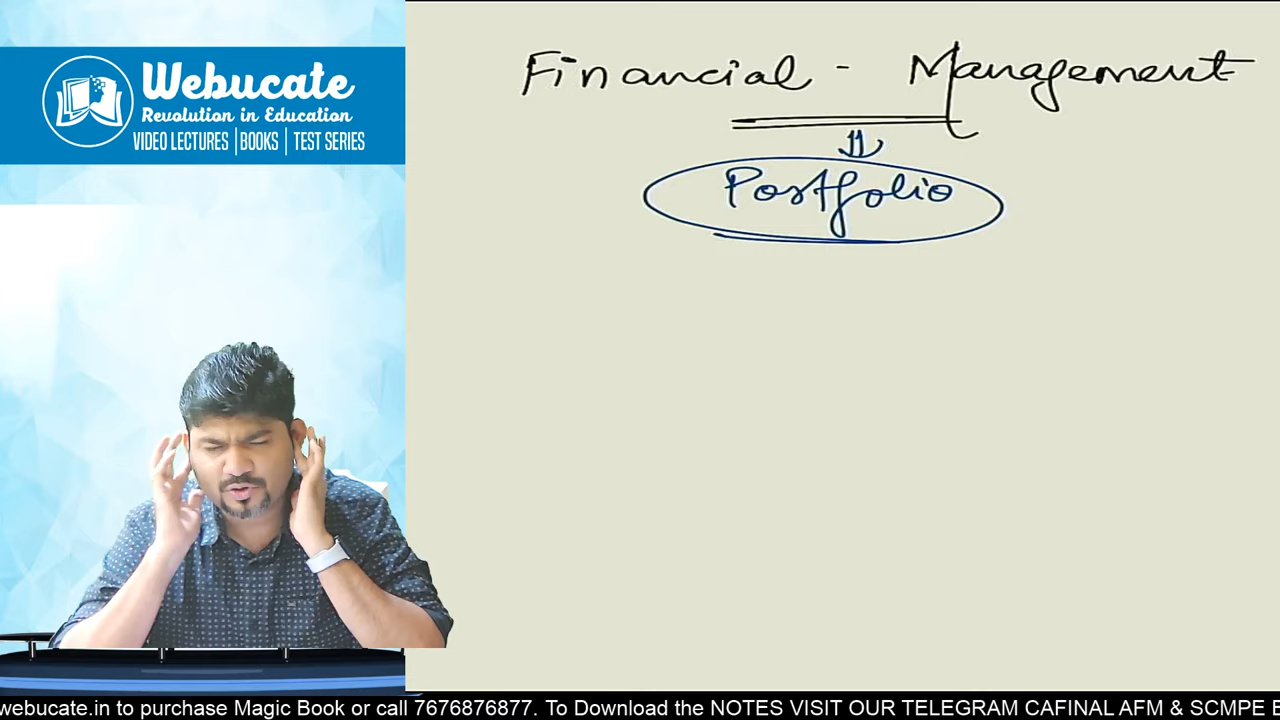 Webucate
Revolution in Education
VIDEO LECTURES | BOOKS | TEST SERIES
Financial - Management
Portfolio
webucate.in to purchase Magic Book or call 7676876877. To Download the NOTES VISIT OUR TELEGRAM CAFINAL AFM & SCMPE E